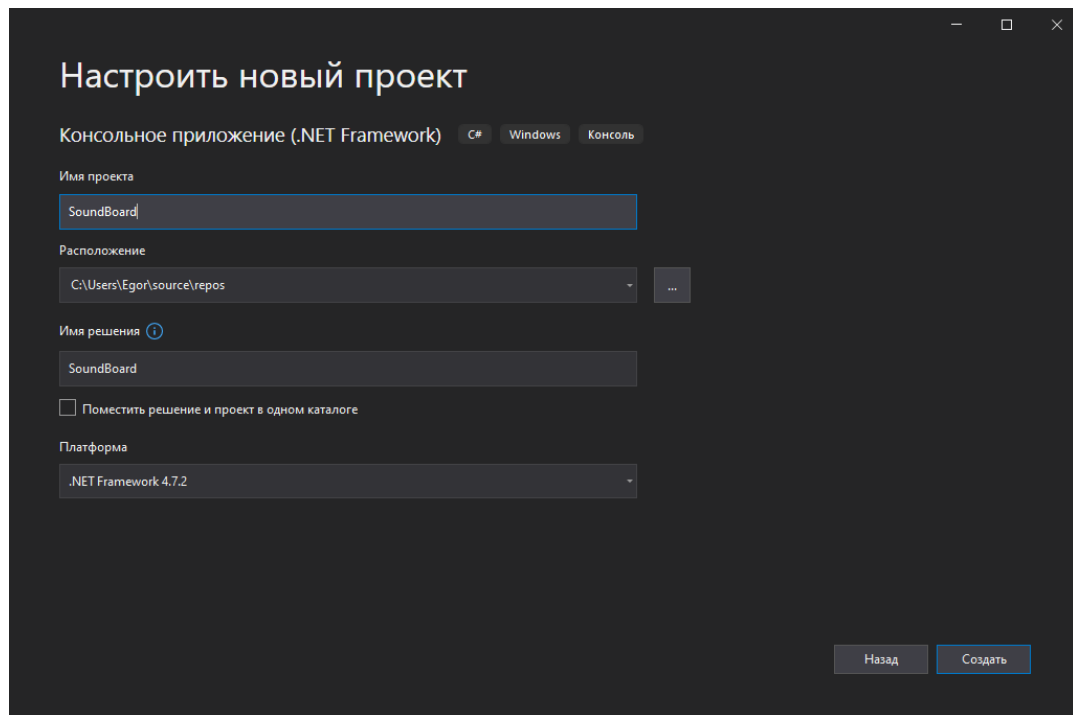 Настроить новый проект
Консольное приложение (.NET Framework) C# Windows Консоль
Имя проекта
SoundBoard
Расположение
C:\Users\Egor\source\repos
...
Имя решения
SoundBoard
Поместить решение и проект в одном каталоге
Платформа
.NET Framework 4.7.2
Назад Создать